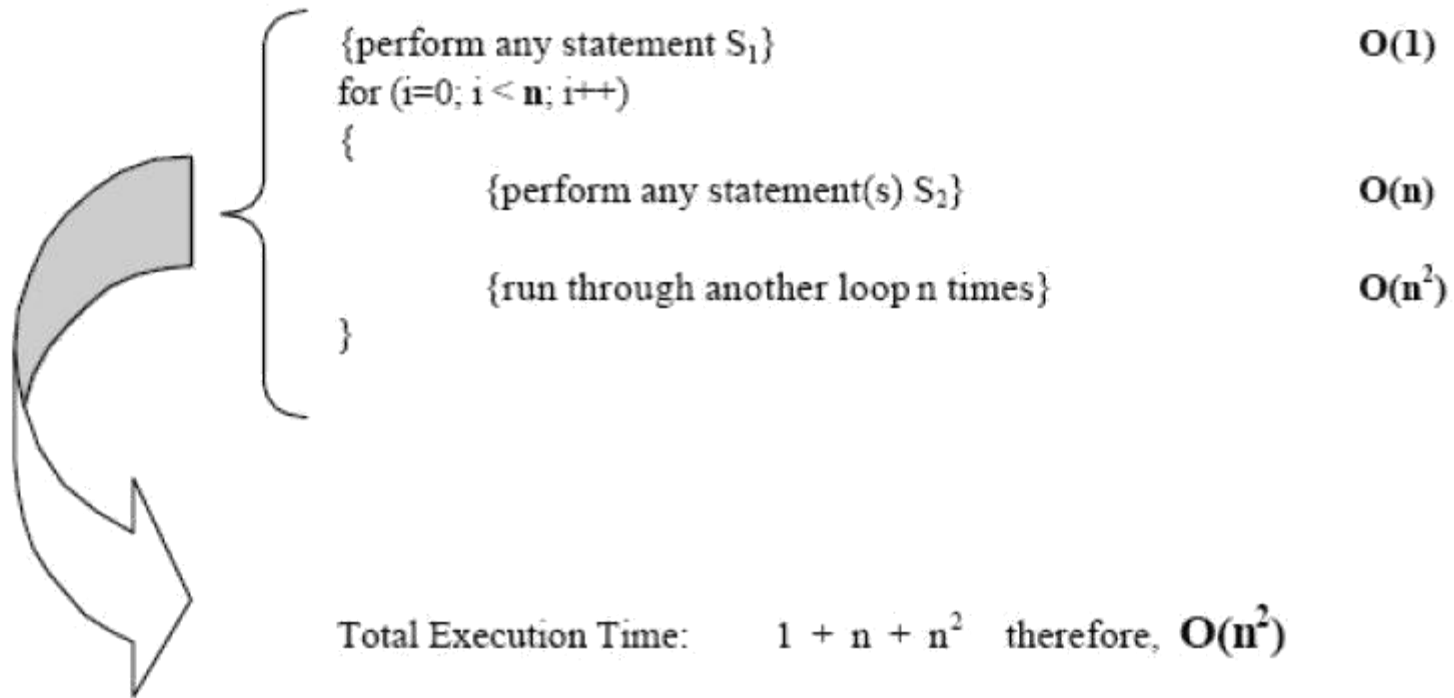 {perform any statement S₁} O(1)
for (i=0; i < n; i++)
{
{perform any statement(s) S₂} O(n)
{run through another loop n times} O(n²)
}
Total Execution Time: 1 + n + n² therefore, O(n²)